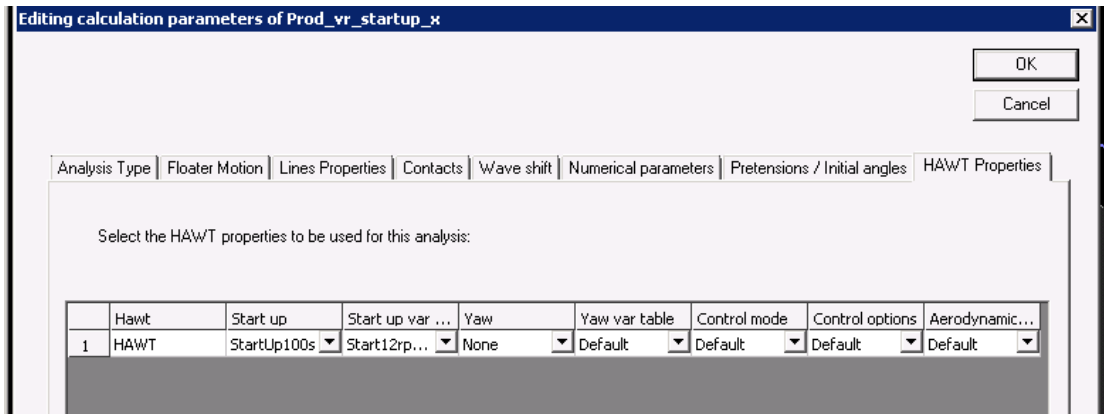 Editing calculation parameters of Prod_vr_startup_x
OK
Cancel
Analysis Type Floater Motion Lines Properties Contacts Wave shift Numerical parameters Pretensions / Initial angles HAWT Properties
Select the HAWT properties to be used for this analysis:
Hawt Start up Start up var ... Yaw Yaw var table Control mode Control options Aerodynamic...
1 HAWT StartUp100s Start12rp... None Default Default Default Default